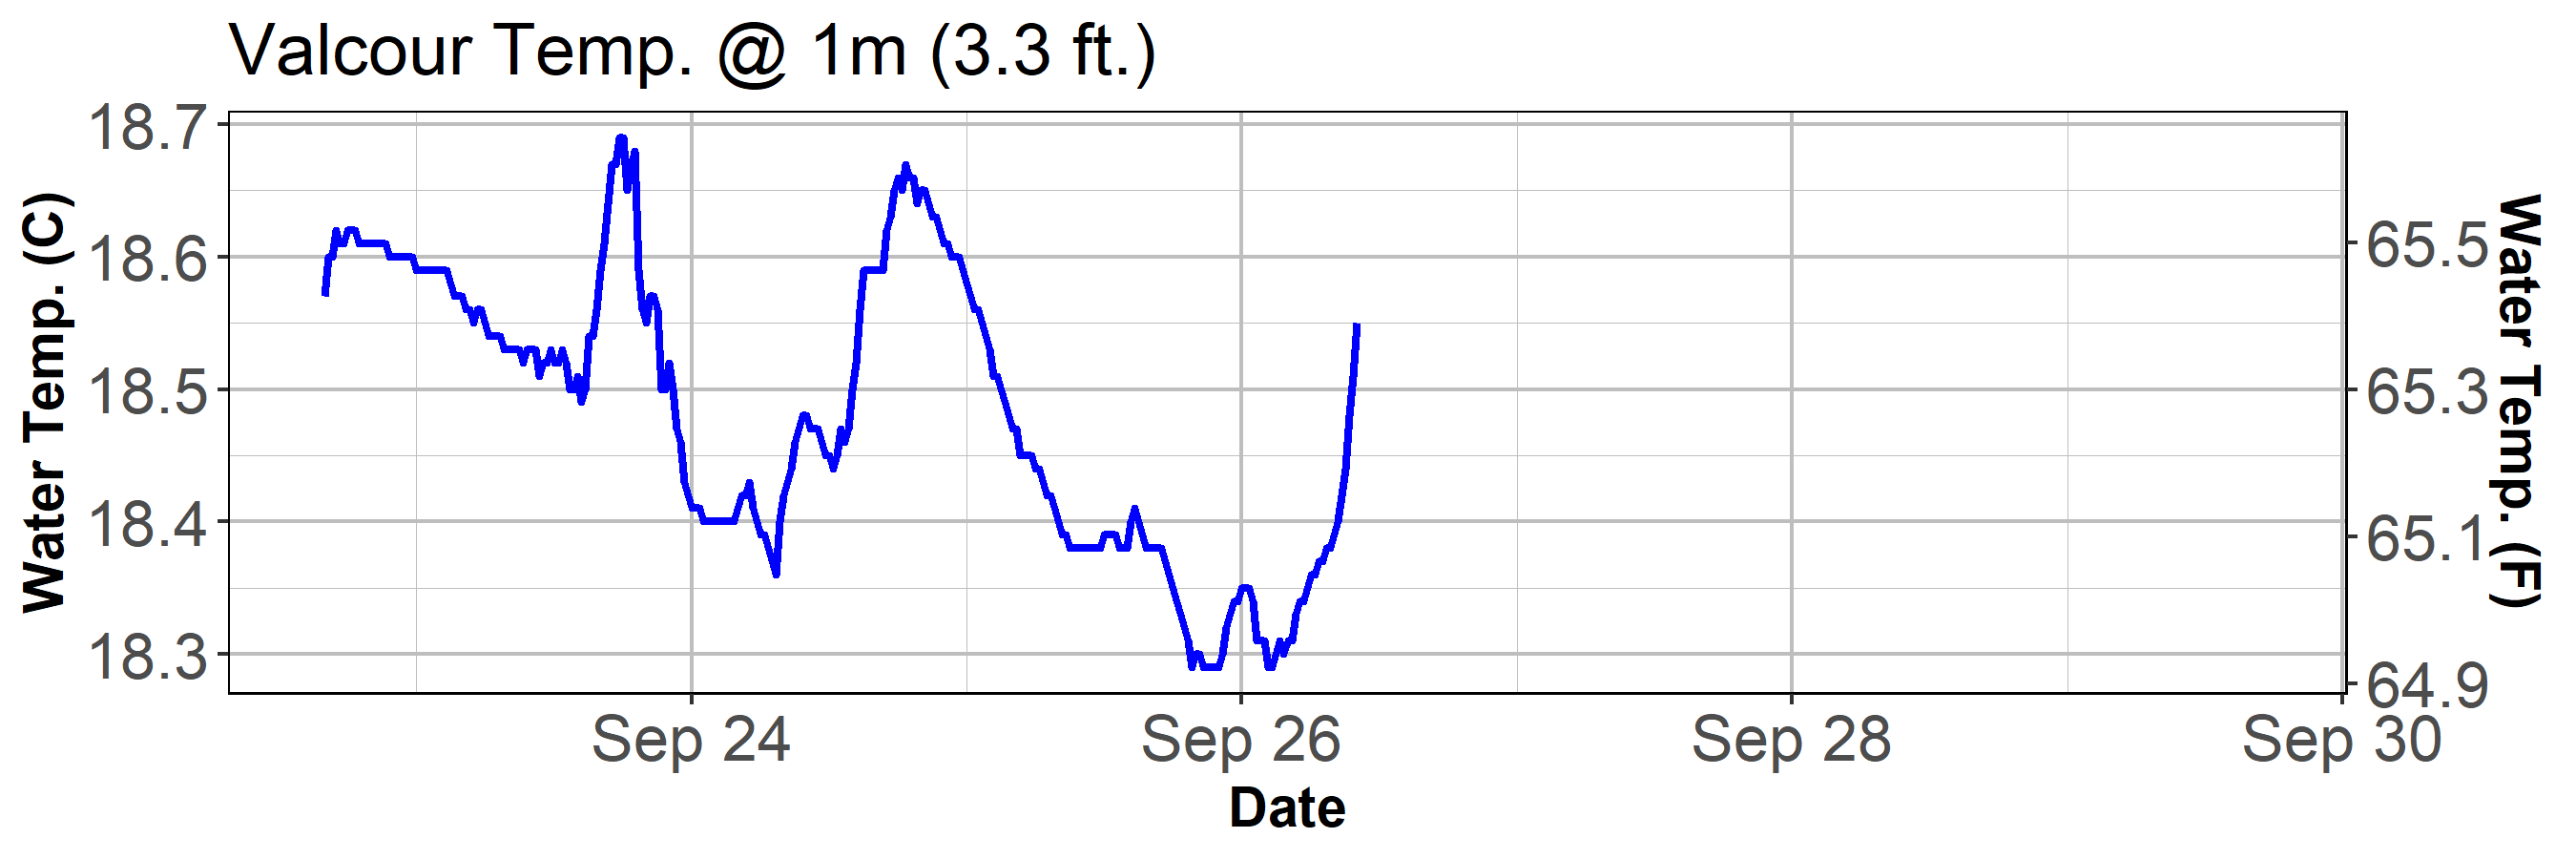 Valcour Temp. @ 1m (3.3 ft.)
Water Temp. (C)
18.7
18.6
18.5
18.4
18.3
65.5
65.3
65.1
64.9
Water Temp. (F)
Sep 24 Sep 26 Sep 28 Sep 30
Date